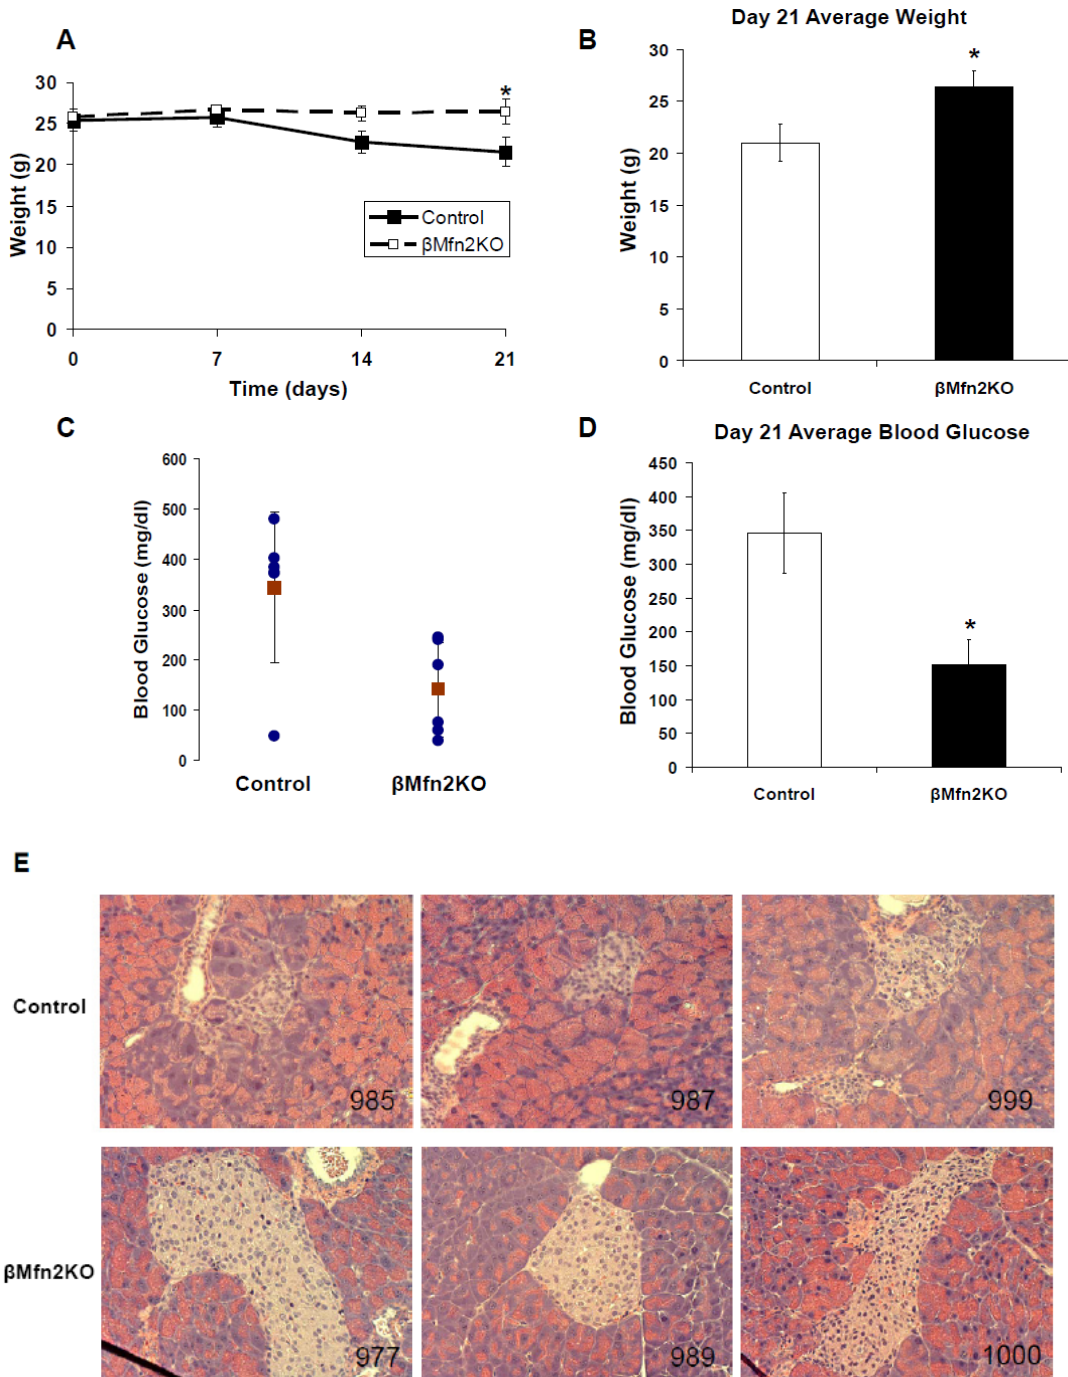 A
30
25
20
15
10
5
0
Weight (g)
*
Control
βMfn2KO
0 7 14 21
Time (days)
B
Day 21 Average Weight
30
25
20
15
10
5
0
Weight (g)
*
Control βMfn2KO
C
600
500
400
300
200
100
0
Blood Glucose (mg/dl)
Control βMfn2KO
D
Day 21 Average Blood Glucose
450
400
350
300
250
200
150
100
50
0
Blood Glucose (mg/dl)
*
Control βMfn2KO
E
Control
985 987 999
βMfn2KO
977 989 1000